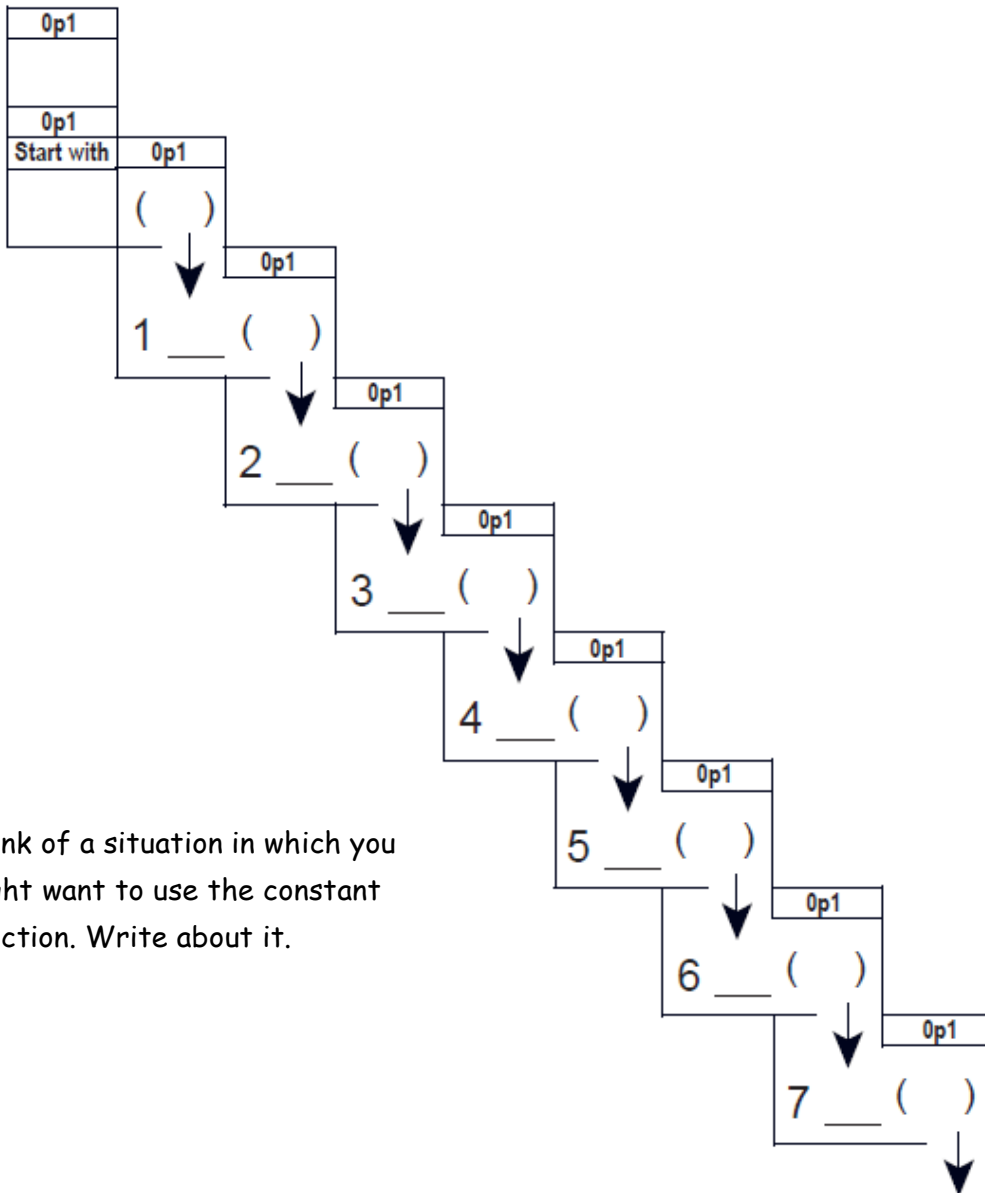 0p1
0p1
Start with 0p1
( )
0p1
1 ___ ( )
0p1
2 ___ ( )
0p1
3 ___ ( )
0p1
4 ___ ( )
0p1
5 ___ ( )
0p1
6 ___ ( )
0p1
7 ___ ( )
nk of a situation in which you
ht want to use the constant
ction. Write about it.